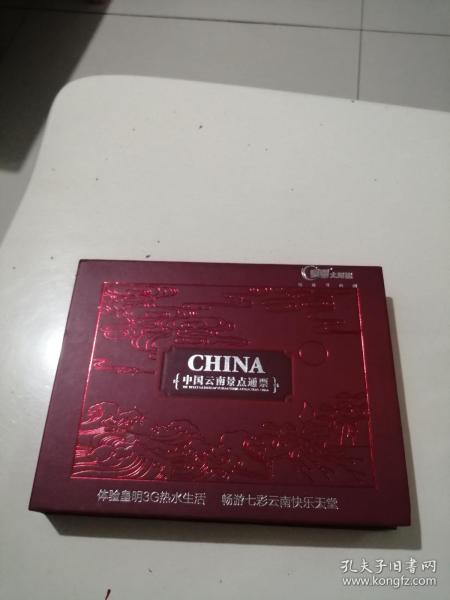 皇明太阳能
CHINA
中国云南景点通票
体验皇明3G热水生活 畅游七彩云南快乐天堂
孔夫子旧书网
www.kongfz.com